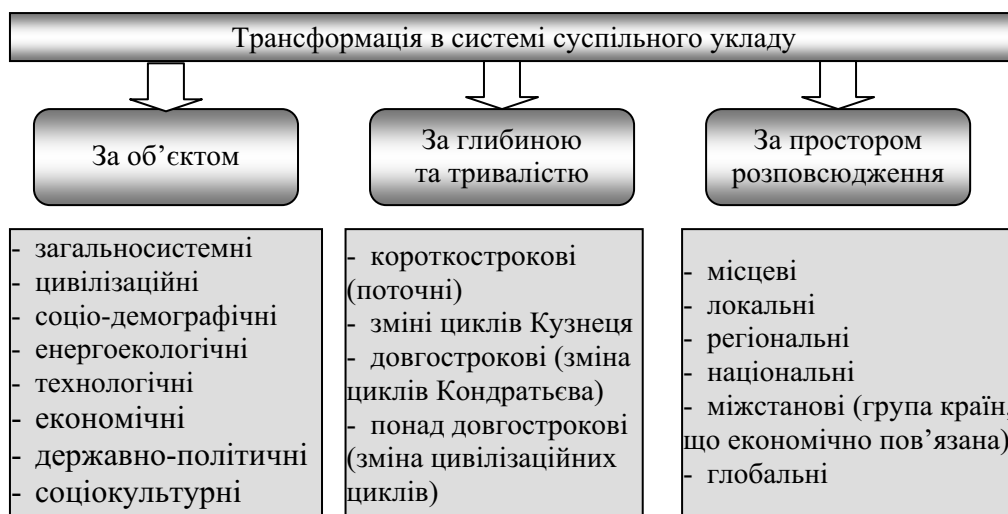 Трансформація в системі суспільного укладу
За об’єктом
За глибиною
та тривалістю
За простором
розповсюдження
- загальносистемні
- цивілізаційні
- соціо-демографічні
- енергоекологічні
- технологічні
- економічні
- державно-політичні
- соціокультурні
- короткострокові
(поточні)
- зміні циклів Кузнеця
- довгострокові (зміна
циклів Кондратьєва)
- понад довгострокові
(зміна цивілізаційних
циклів)
- місцеві
- локальні
- регіональні
- національні
- міжстанові (група країн,
що економічно пов’язана)
- глобальні